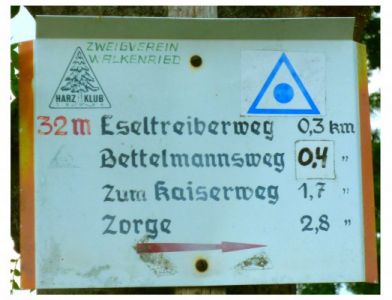 ZWEIGVEREIN
WALKENRIED
HARZ KLUB
32m Eseltreiberweg 0,3 km
Bettelmannsweg 0.4 "
Zum Kaiserweg 1,7 "
Zorge 2,8 "